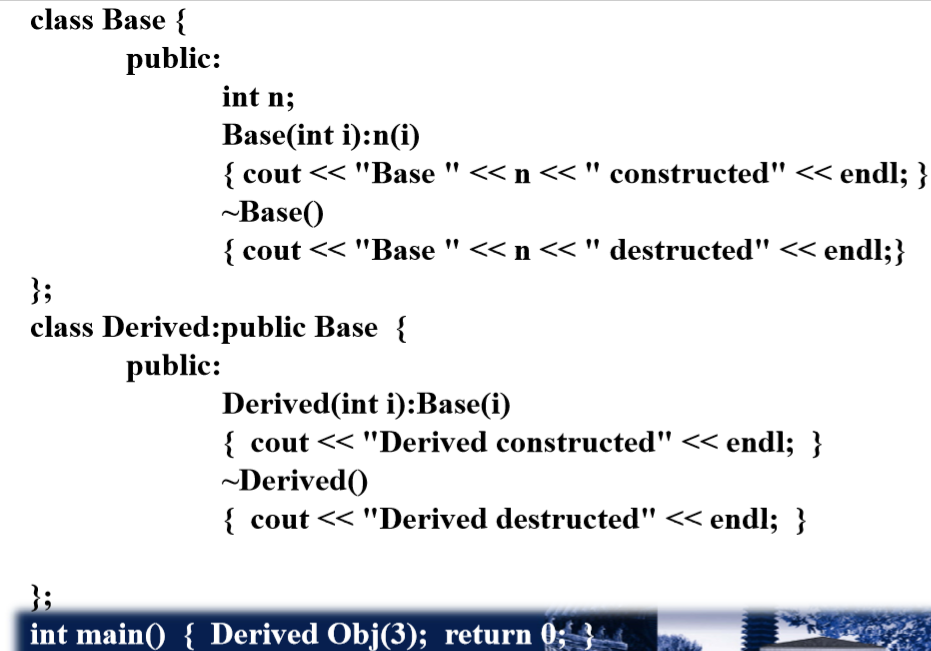 class Base {
public:
int n;
Base(int i):n(i)
{ cout << "Base " << n << " constructed" << endl; }
~Base()
{ cout << "Base " << n << " destructed" << endl;}
};
class Derived:public Base {
public:
Derived(int i):Base(i)
{ cout << "Derived constructed" << endl; }
~Derived()
{ cout << "Derived destructed" << endl; }
};
int main() { Derived Obj(3); return 0; }